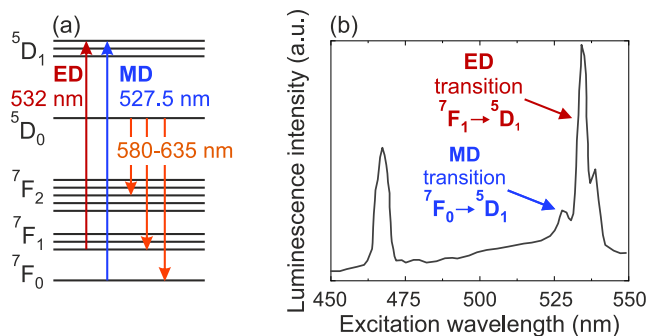 (a)
⁵D₁
ED
MD
532 nm
527.5 nm
⁵D₀
580-635 nm
⁷F₂
⁷F₁
⁷F₀
(b)
Luminescence intensity (a.u.)
ED
transition
⁷F₁→⁵D₁
MD
transition
⁷F₀→⁵D₁
450 475 500 525 550
Excitation wavelength (nm)